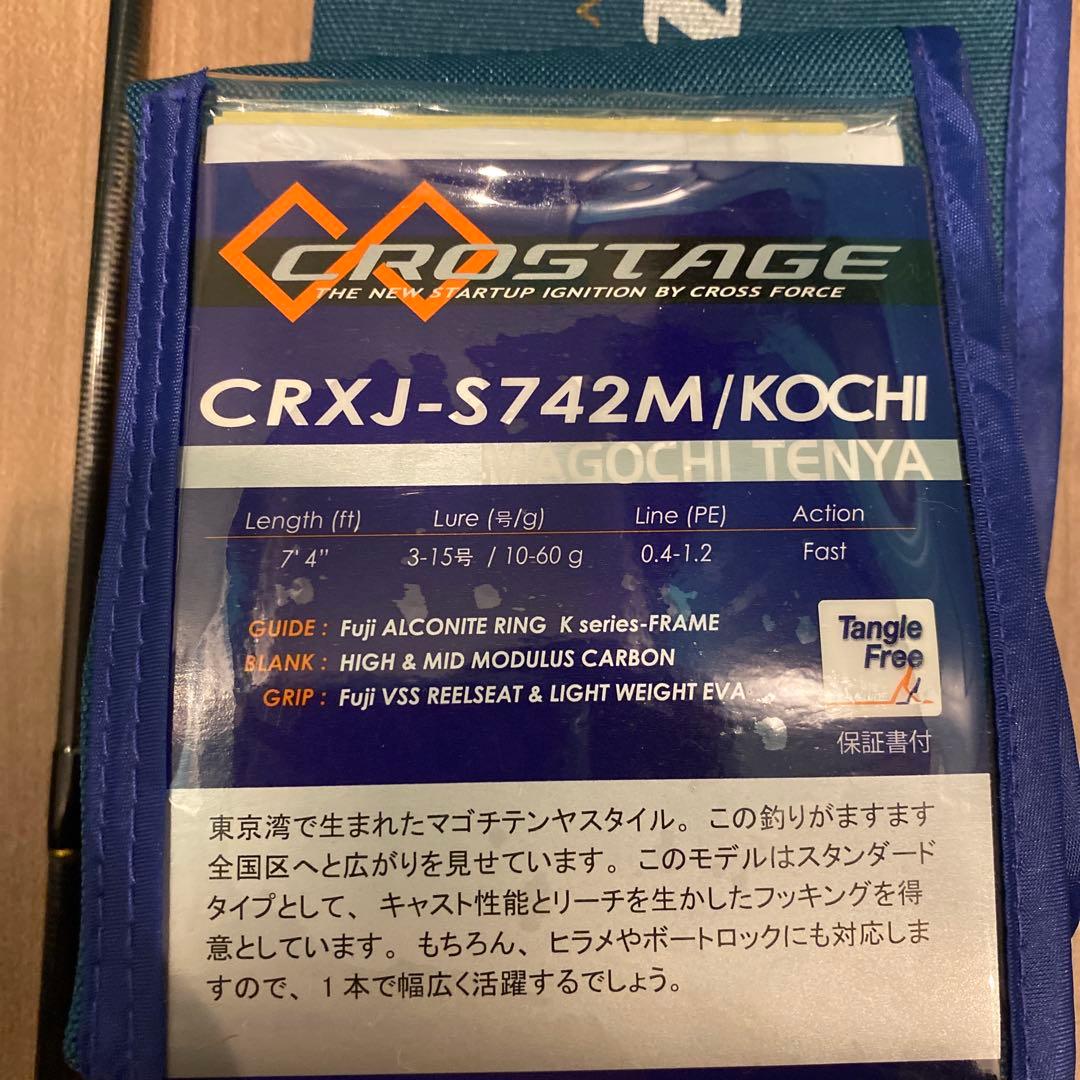 Z
CROSTAGE
THE NEW STARTUP IGNITION BY CROSS FORCE
CRXJ-S742M/KOCHI
MAGOCHI TENYA
Length (ft) Lure (号/g) Line (PE) Action
7' 4" 3-15号 / 10-60 g 0.4-1.2 Fast
GUIDE : Fuji ALCONITE RING K series-FRAME
BLANK : HIGH & MID MODULUS CARBON
GRIP : Fuji VSS REELSEAT & LIGHT WEIGHT EVA
Tangle
Free
保証書付
東京湾で生まれたマゴチテンヤスタイル。この釣りがますます
全国区へと広がりを見せています。このモデルはスタンダード
タイプとして、キャスト性能とリーチを生かしたフッキングを得
意としています。もちろん、ヒラメやボートロックにも対応しま
すので、1本で幅広く活躍するでしょう。